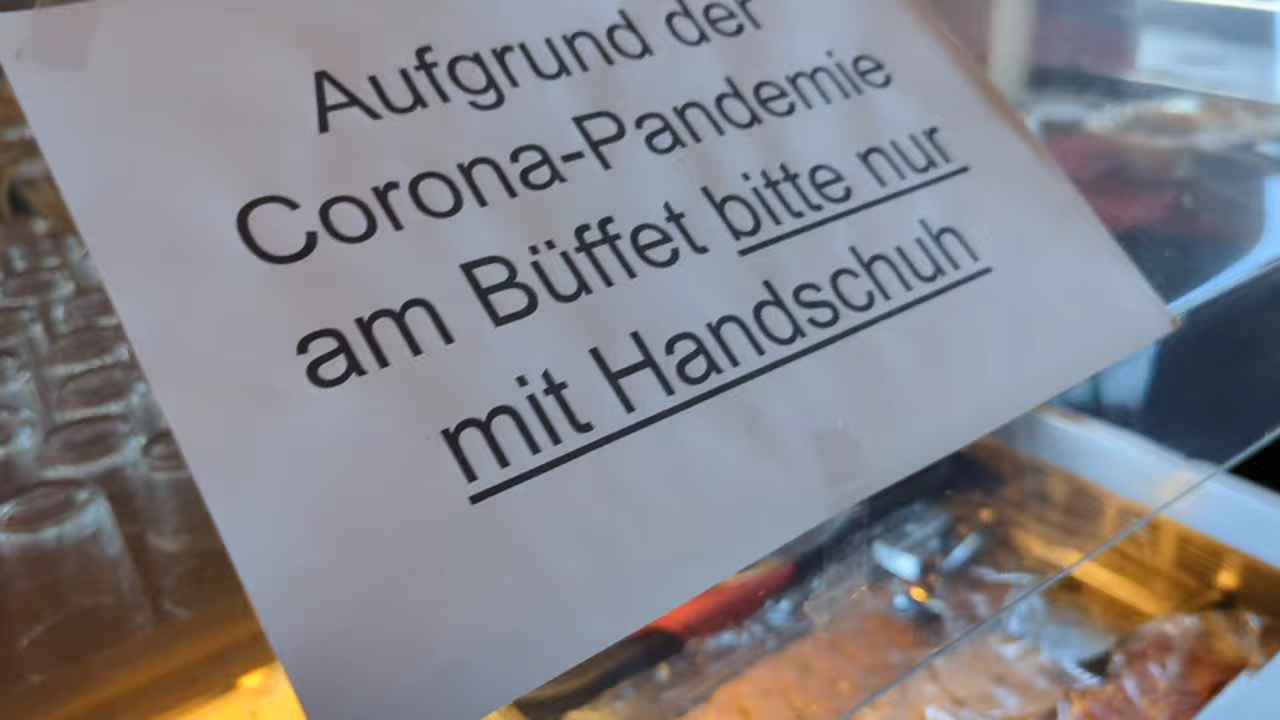 Aufgrund der
Corona-Pandemie
am Büffet bitte nur
mit Handschuh